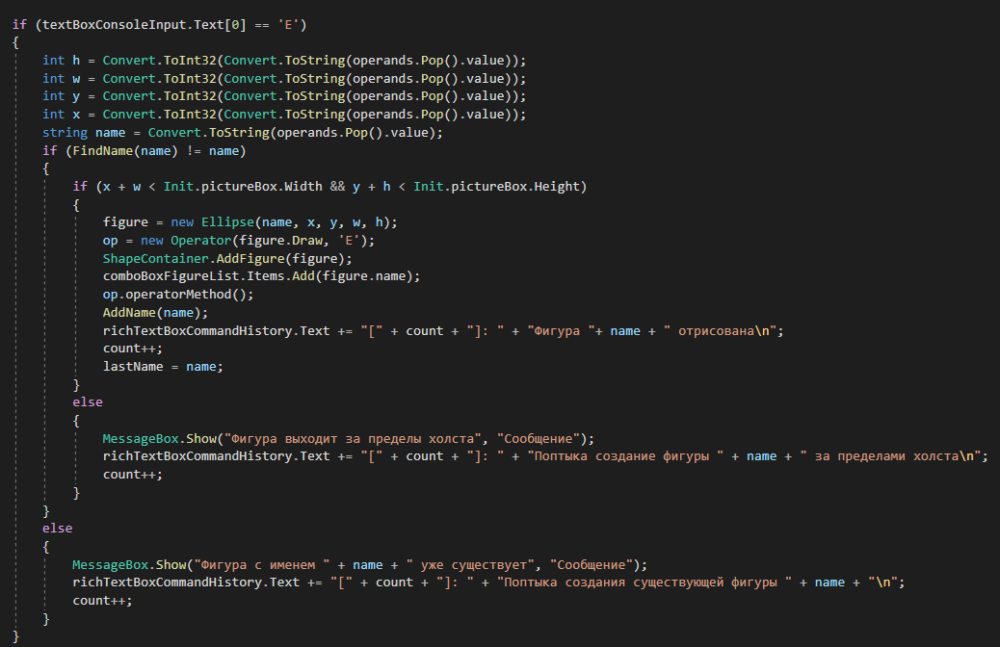 if (textBoxConsoleInput.Text[0] == 'E')
{
int h = Convert.ToInt32(Convert.ToString(operands.Pop().value));
int w = Convert.ToInt32(Convert.ToString(operands.Pop().value));
int y = Convert.ToInt32(Convert.ToString(operands.Pop().value));
int x = Convert.ToInt32(Convert.ToString(operands.Pop().value));
string name = Convert.ToString(operands.Pop().value);
if (FindName(name) != name)
{
if (x + w < Init.pictureBox.Width && y + h < Init.pictureBox.Height)
{
figure = new Ellipse(name, x, y, w, h);
op = new Operator(figure.Draw, 'E');
ShapeContainer.AddFigure(figure);
comboBoxFigureList.Items.Add(figure.name);
op.operatorMethod();
AddName(name);
richTextBoxCommandHistory.Text += "[" + count + "]: " + "Фигура "+ name + " отрисована\n";
count++;
lastName = name;
}
else
{
MessageBox.Show("Фигура выходит за пределы холста", "Сообщение");
richTextBoxCommandHistory.Text += "[" + count + "]: " + "Поптыка создание фигуры " + name + " за пределами холста\n";
count++;
}
}
else
{
MessageBox.Show("Фигура с именем " + name + " уже существует", "Сообщение");
richTextBoxCommandHistory.Text += "[" + count + "]: " + "Поптыка создания существующей фигуры " + name + "\n";
count++;
}
}